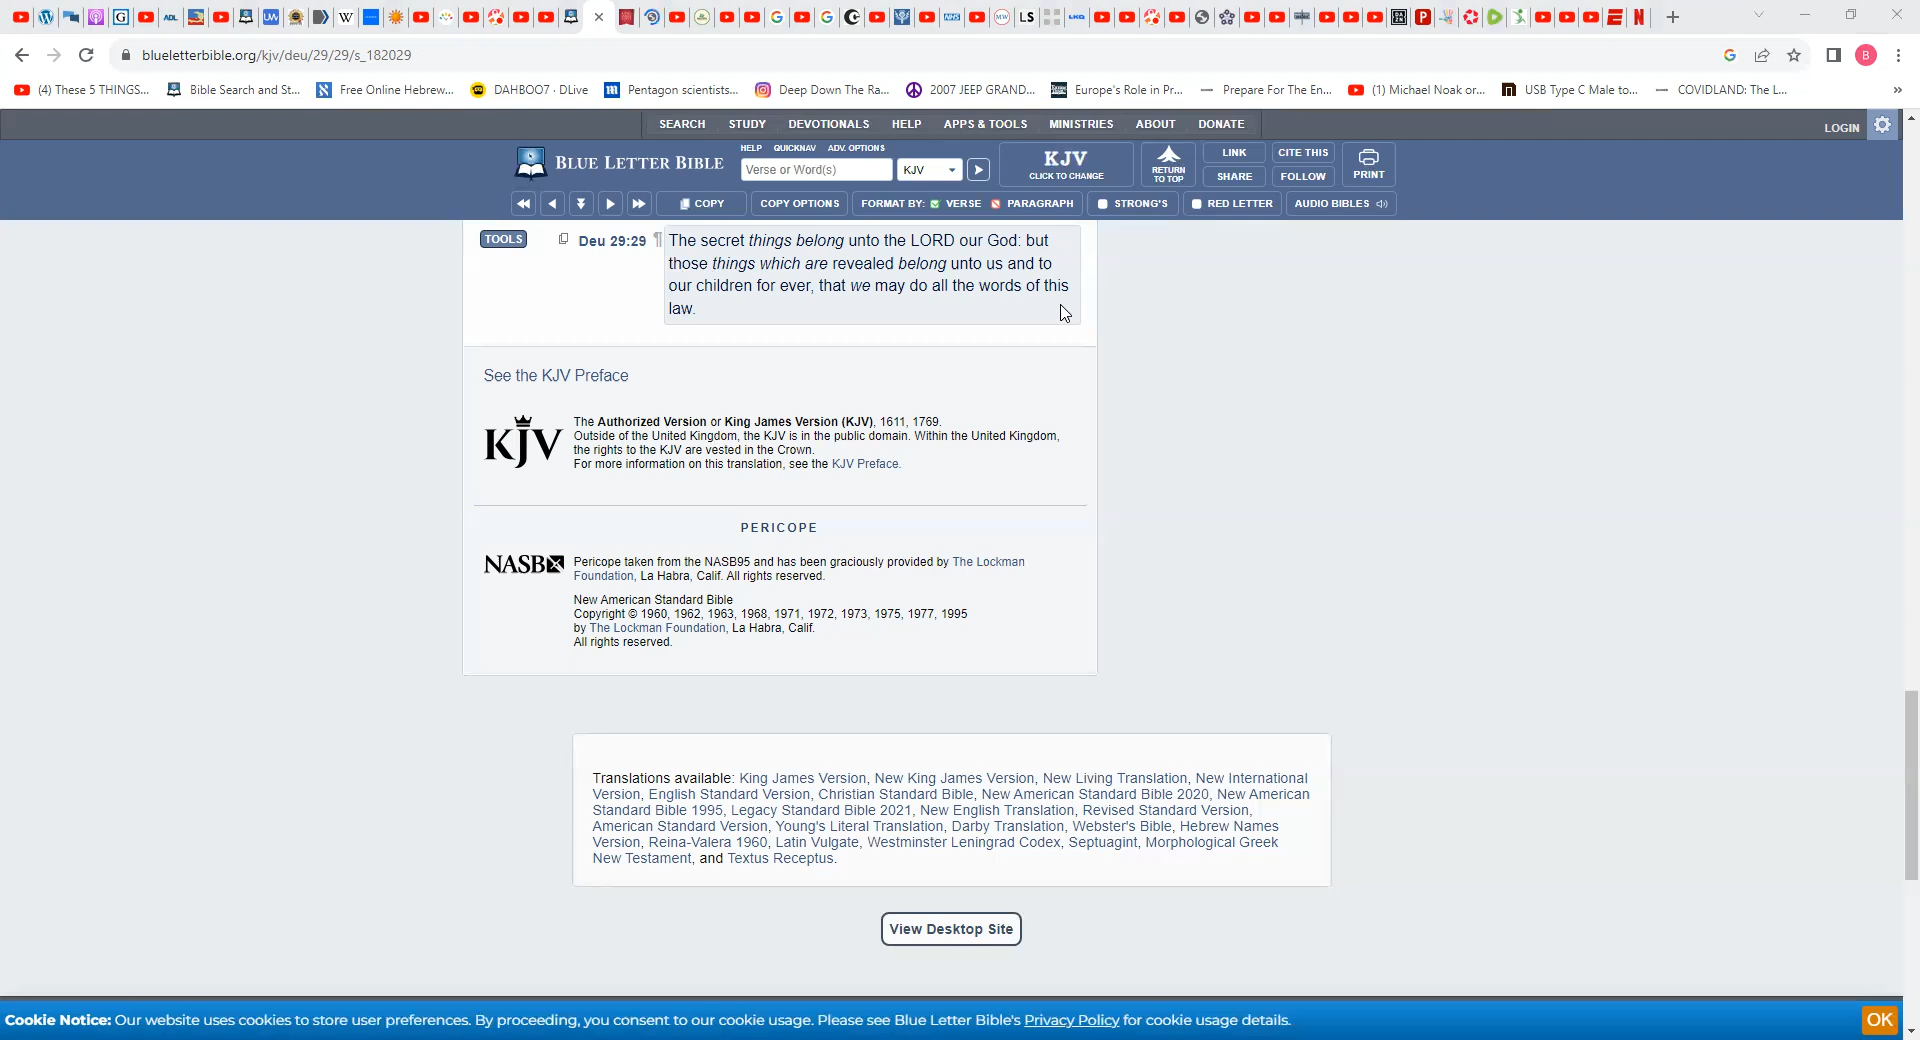 blueletterbible.org/kjv/deu/29/29/s_182029
B
(4) These 5 THINGS...
Bible Search and St...
Free Online Hebrew...
DAHBOO7 · DLive
Pentagon scientists...
Deep Down The Ra...
2007 JEEP GRAND...
Europe's Role in Pr...
Prepare For The En...
(1) Michael Noak or...
USB Type C Male to...
COVIDLAND: The L...
»
SEARCH STUDY DEVOTIONALS HELP APPS & TOOLS MINISTRIES ABOUT DONATE
LOGIN
BLUE LETTER BIBLE
HELP QUICKNAV ADV. OPTIONS
Verse or Word(s)
KJV
KJV
CLICK TO CHANGE
RETURN
TO TOP
LINK
CITE THIS
SHARE
FOLLOW
PRINT
COPY
COPY OPTIONS
FORMAT BY: VERSE PARAGRAPH
STRONG'S
RED LETTER
AUDIO BIBLES
TOOLS
Deu 29:29 ¶
The secret things belong unto the LORD our God: but
those things which are revealed belong unto us and to
our children for ever, that we may do all the words of this
law.
See the KJV Preface
KJV
The Authorized Version or King James Version (KJV), 1611, 1769.
Outside of the United Kingdom, the KJV is in the public domain. Within the United Kingdom,
the rights to the KJV are vested in the Crown.
For more information on this translation, see the KJV Preface.
PERICOPE
NASB
Pericope taken from the NASB95 and has been graciously provided by The Lockman
Foundation, La Habra, Calif. All rights reserved.
New American Standard Bible
Copyright © 1960, 1962, 1963, 1968, 1971, 1972, 1973, 1975, 1977, 1995
by The Lockman Foundation, La Habra, Calif.
All rights reserved.
Translations available: King James Version, New King James Version, New Living Translation, New International
Version, English Standard Version, Christian Standard Bible, New American Standard Bible 2020, New American
Standard Bible 1995, Legacy Standard Bible 2021, New English Translation, Revised Standard Version,
American Standard Version, Young's Literal Translation, Darby Translation, Webster's Bible, Hebrew Names
Version, Reina-Valera 1960, Latin Vulgate, Westminster Leningrad Codex, Septuagint, Morphological Greek
New Testament, and Textus Receptus.
View Desktop Site
Cookie Notice: Our website uses cookies to store user preferences. By proceeding, you consent to our cookie usage. Please see Blue Letter Bible's Privacy Policy for cookie usage details.
OK